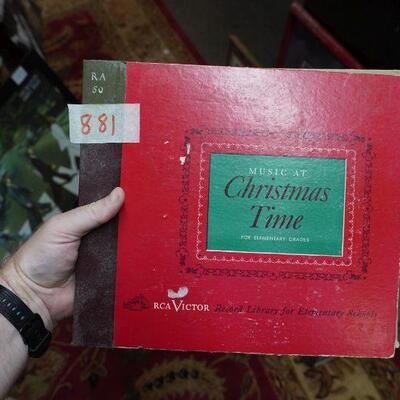 RA
50
881
MUSIC AT
Christmas
Time
FOR ELEMENTARY GRADES
RCA VICTOR Record Library for Elementary Schools